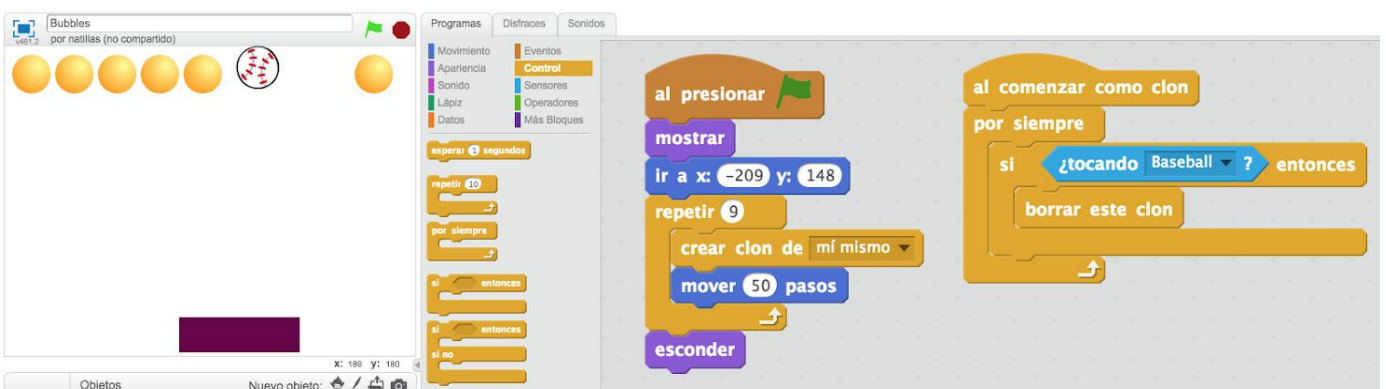 Bubbles
v461.2
por natillas (no compartido)
x: 189 y: 180
Objetos
Nuevo objeto:
Programas
Disfraces
Sonidos
Movimiento
Eventos
Apariencia
Control
Sonido
Sensores
Lápiz
Operadores
Datos
Más Bloques
esperar 1 segundos
repetir 10
por siempre
si entonces
si entonces
si no
al presionar
mostrar
ir a x: -209 y: 148
repetir 9
crear clon de mí mismo
mover 50 pasos
esconder
al comenzar como clon
por siempre
si ¿tocando Baseball ? entonces
borrar este clon